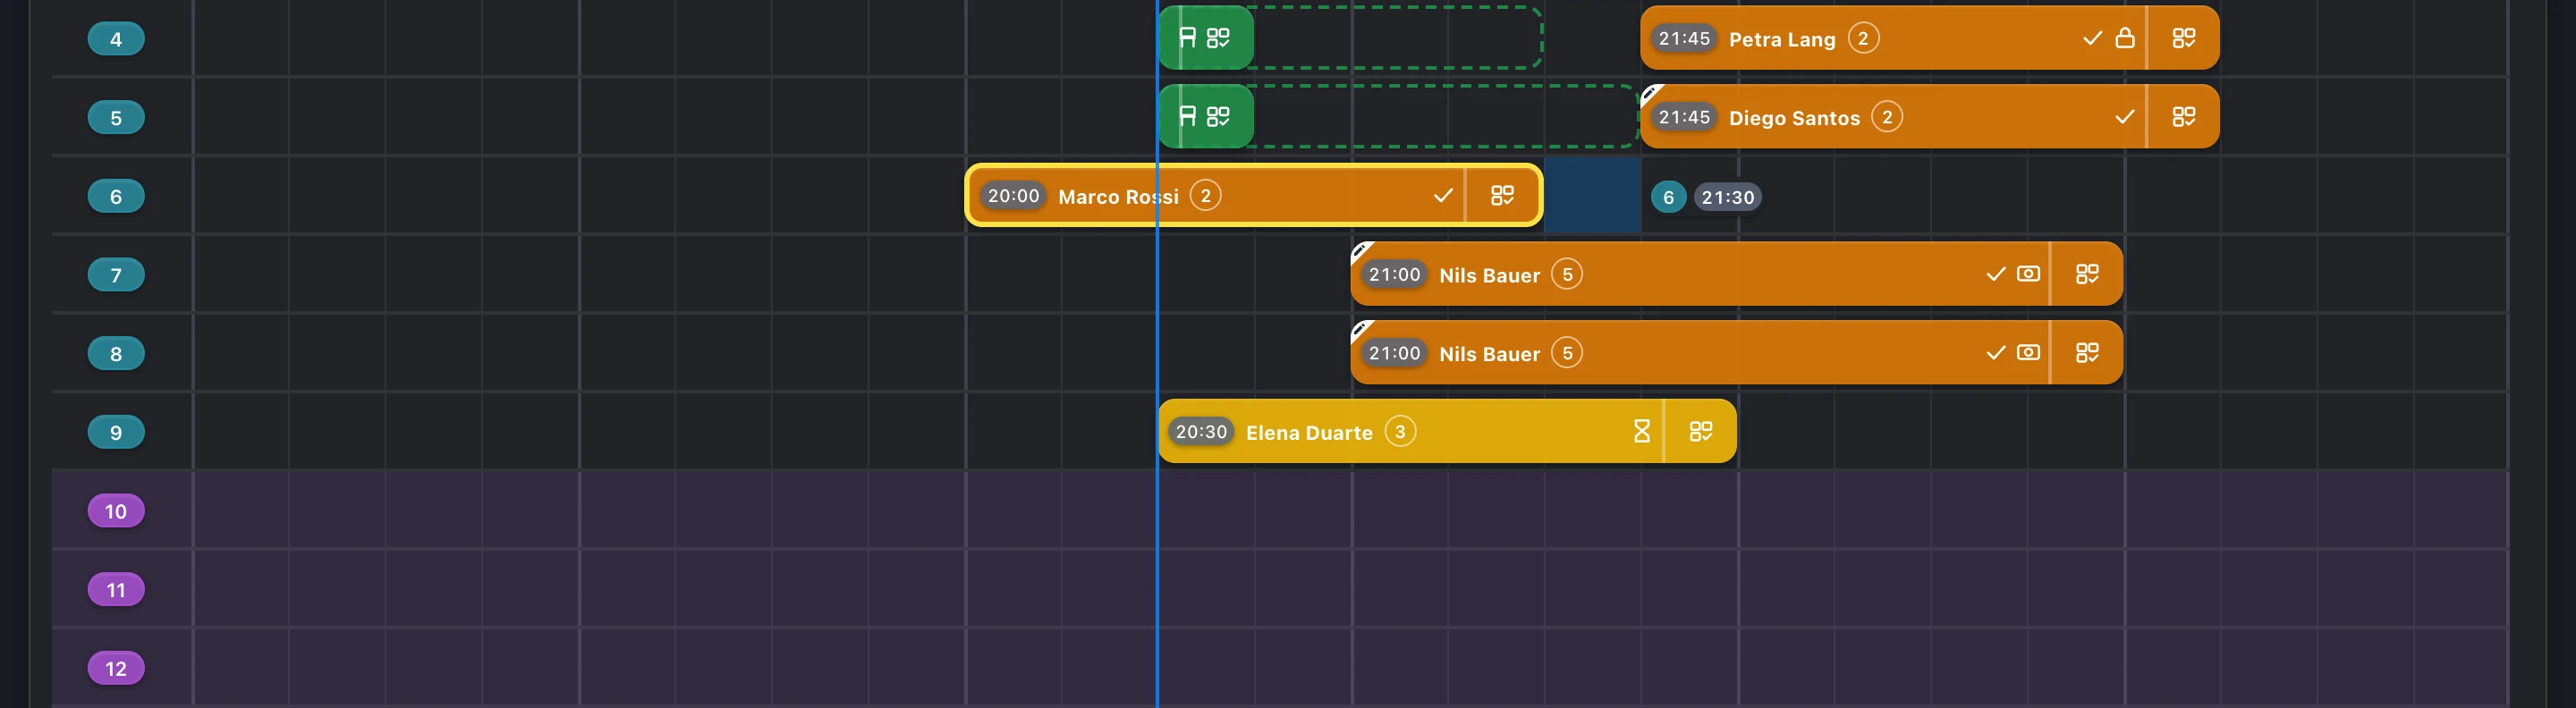 4 21:45 Petra Lang 2
5 21:45 Diego Santos 2
6 20:00 Marco Rossi 2 6 21:30
7 21:00 Nils Bauer 5
8 21:00 Nils Bauer 5
9 20:30 Elena Duarte 3
10
11
12